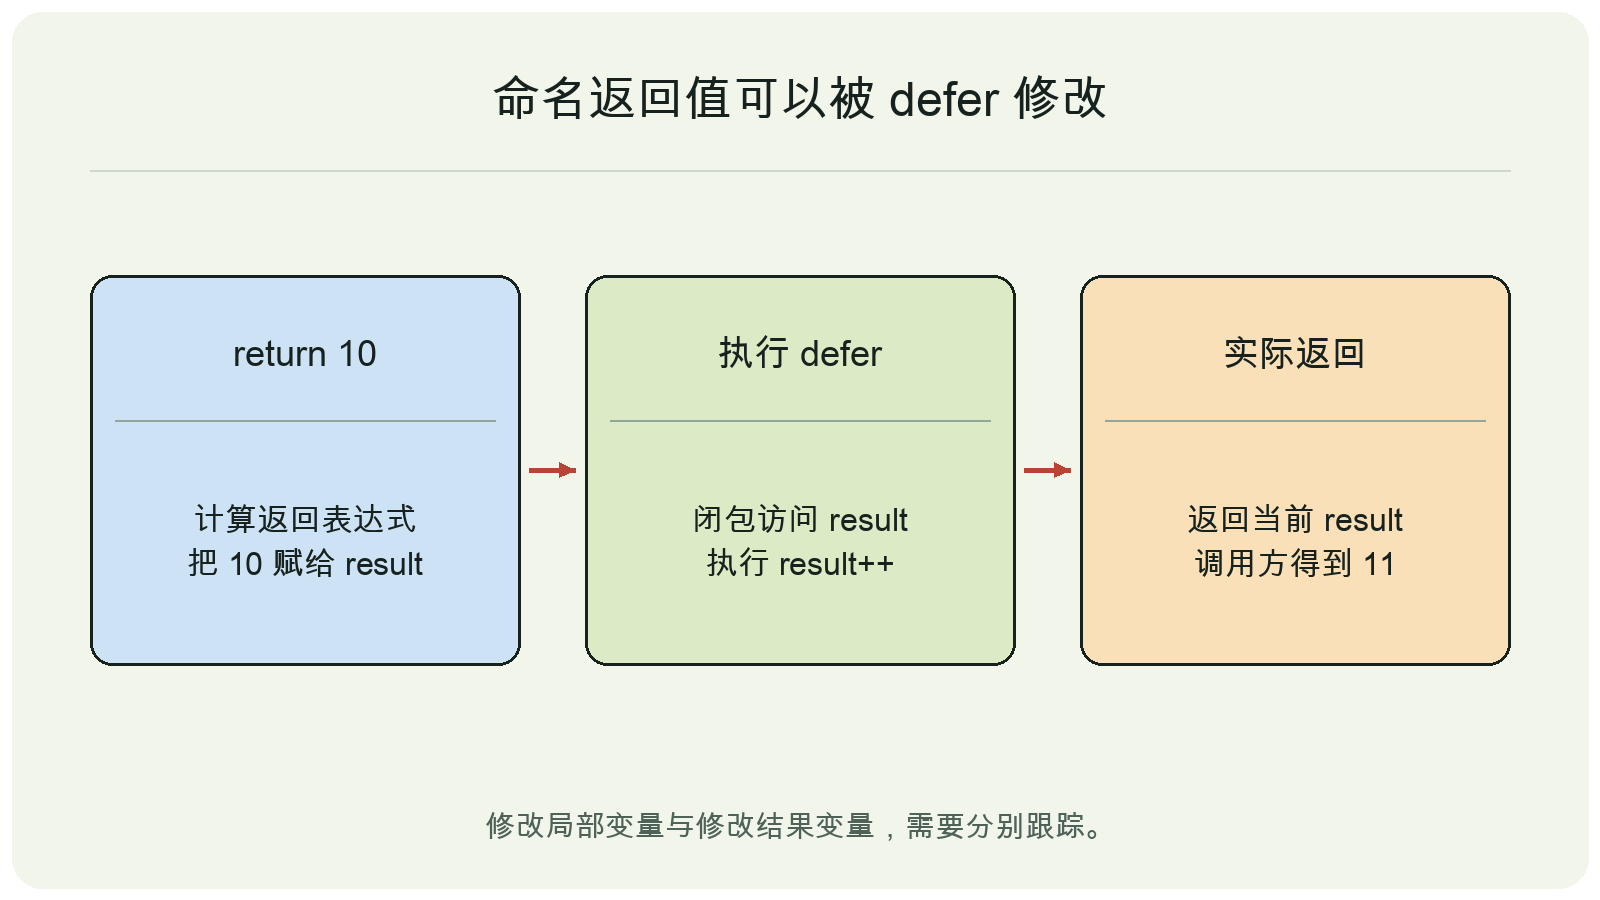 命名返回值可以被 defer 修改
return 10
计算返回表达式
把 10 赋给 result
执行 defer
闭包访问 result
执行 result++
实际返回
返回当前 result
调用方得到 11
修改局部变量与修改结果变量，需要分别跟踪。